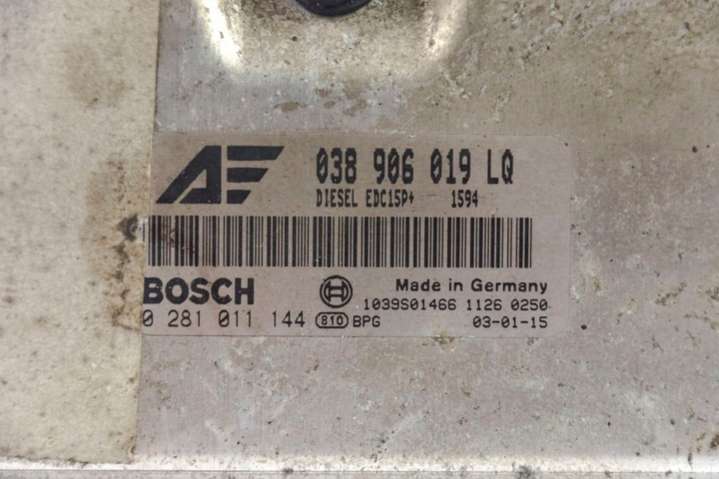 AF 038 906 019 LQ
DIESEL EDC15P+ 1594
BOSCH Made in Germany
1039S01466 1126 0250
0 281 011 144 810 BPG 03-01-15